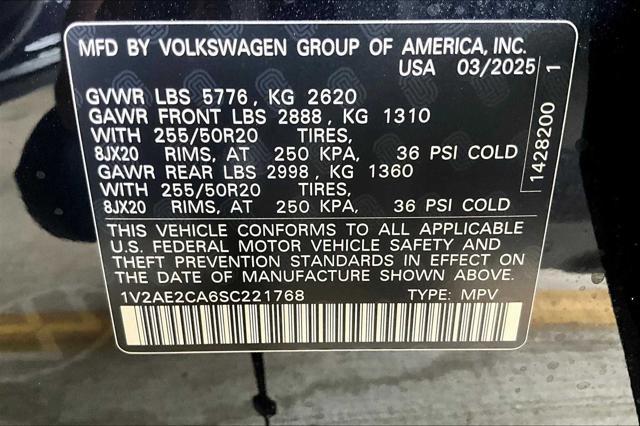 MFD BY VOLKSWAGEN GROUP OF AMERICA, INC.
USA 03/2025
GVWR LBS 5776, KG 2620
GAWR FRONT LBS 2888, KG 1310
WITH 255/50R20 TIRES,
8JX20 RIMS, AT 250 KPA, 36 PSI COLD
GAWR REAR LBS 2998, KG 1360
WITH 255/50R20 TIRES,
8JX20 RIMS, AT 250 KPA, 36 PSI COLD
THIS VEHICLE CONFORMS TO ALL APPLICABLE
U.S. FEDERAL MOTOR VEHICLE SAFETY AND
THEFT PREVENTION STANDARDS IN EFFECT ON
THE DATE OF MANUFACTURE SHOWN ABOVE.
1V2AE2CA6SC221768 TYPE: MPV
1428200 1